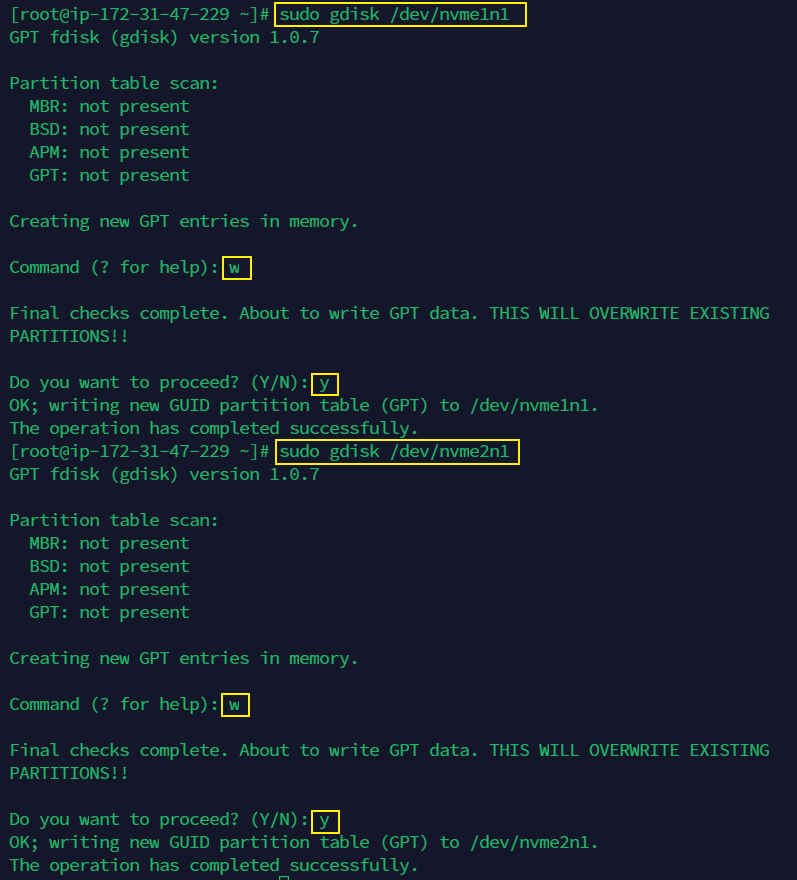 [root@ip-172-31-47-229 ~]# sudo gdisk /dev/nvme1n1
GPT fdisk (gdisk) version 1.0.7
Partition table scan:
  MBR: not present
  BSD: not present
  APM: not present
  GPT: not present
Creating new GPT entries in memory.
Command (? for help): w
Final checks complete. About to write GPT data. THIS WILL OVERWRITE EXISTING
PARTITIONS!!
Do you want to proceed? (Y/N): y
OK; writing new GUID partition table (GPT) to /dev/nvme1n1.
The operation has completed successfully.
[root@ip-172-31-47-229 ~]# sudo gdisk /dev/nvme2n1
GPT fdisk (gdisk) version 1.0.7
Partition table scan:
  MBR: not present
  BSD: not present
  APM: not present
  GPT: not present
Creating new GPT entries in memory.
Command (? for help): w
Final checks complete. About to write GPT data. THIS WILL OVERWRITE EXISTING
PARTITIONS!!
Do you want to proceed? (Y/N): y
OK; writing new GUID partition table (GPT) to /dev/nvme2n1.
The operation has completed successfully.